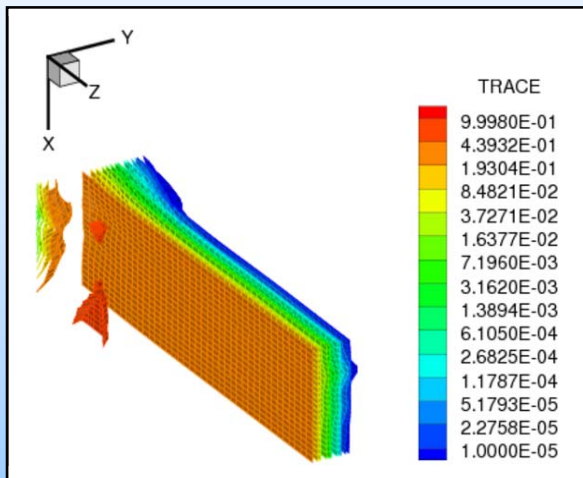 Y
Z
X
TRACE
9.9980E-01
4.3932E-01
1.9304E-01
8.4821E-02
3.7271E-02
1.6377E-02
7.1960E-03
3.1620E-03
1.3894E-03
6.1050E-04
2.6825E-04
1.1787E-04
5.1793E-05
2.2758E-05
1.0000E-05